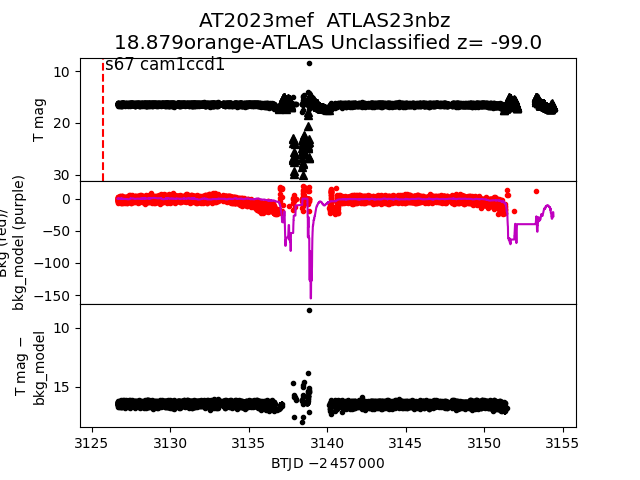 AT2023mef  ATLAS23nbz
18.879orange-ATLAS Unclassified z= -99.0
s67 cam1ccd1
10
20
30
T mag
0
−50
−100
−150
Bkg (red)/
bkg_model (purple)
10
15
T mag −
bkg_model
3125 3130 3135 3140 3145 3150 3155
BTJD −2 457 000